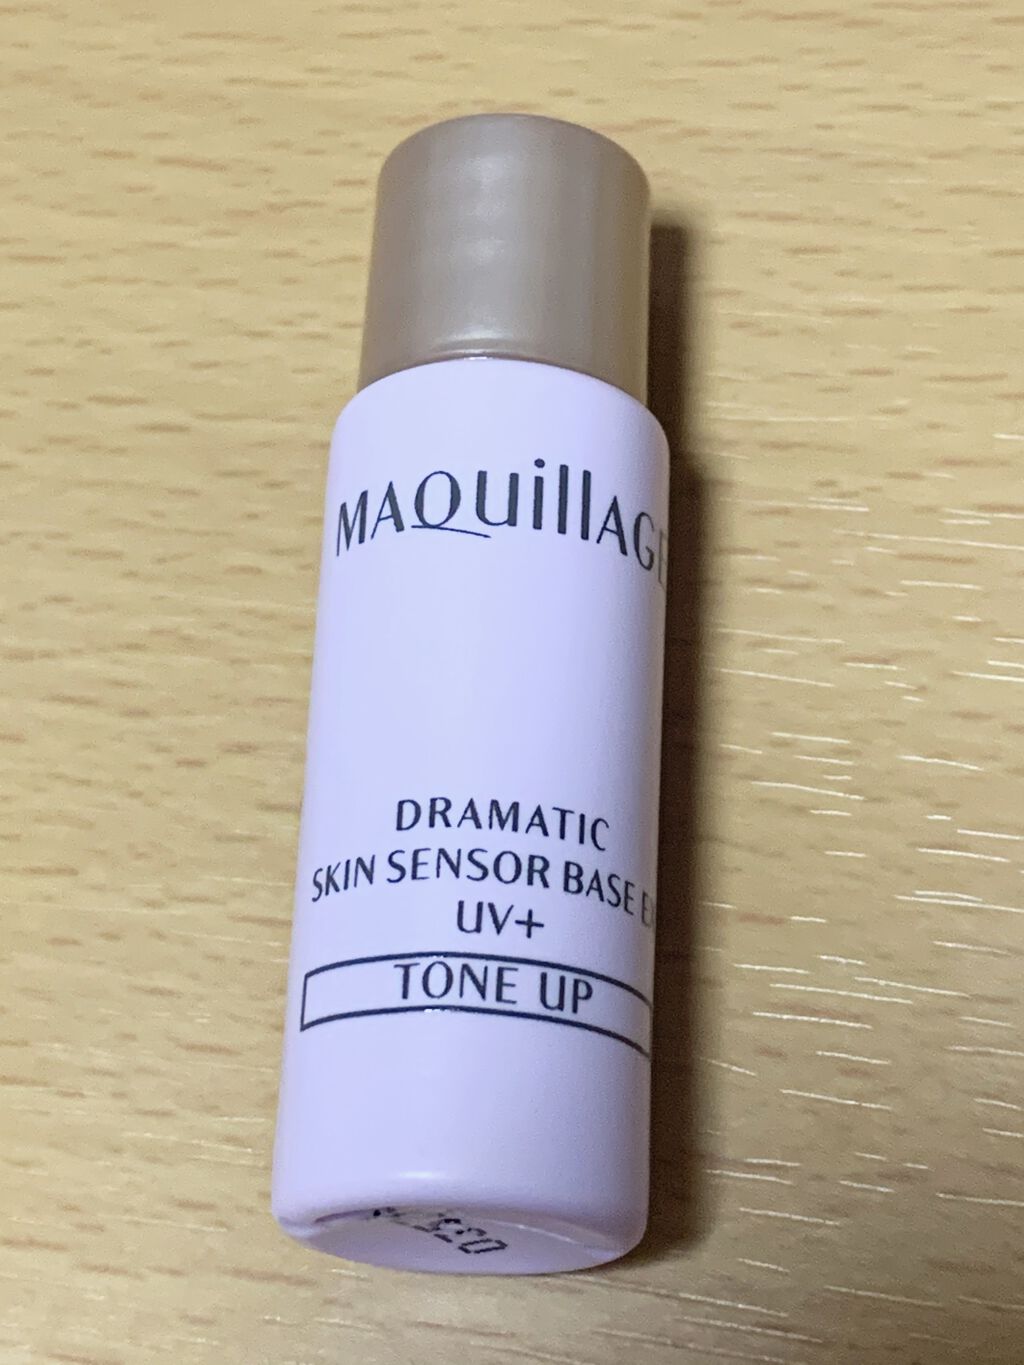 MAQuillAGE
DRAMATIC
SKIN SENSOR BASE
UV+
TONE UP